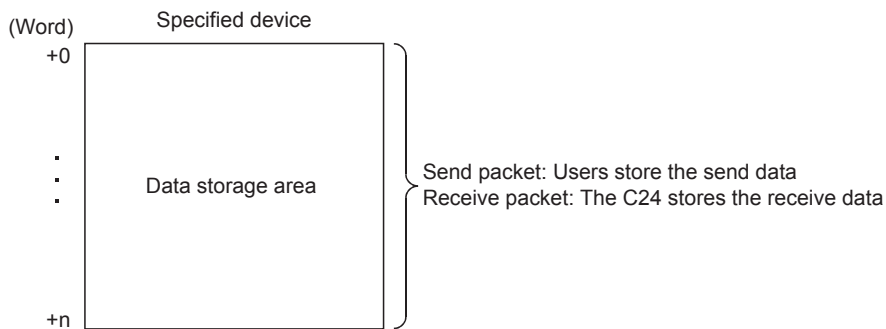 Specified device
(Word)
+0
Data storage area
Send packet: Users store the send data
Receive packet: The C24 stores the receive data
+n